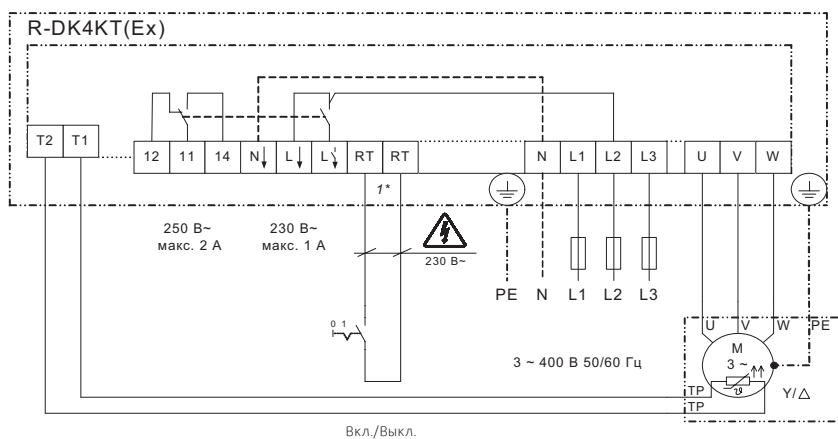 R-DK4KT(Ex)
T2 T1
12 11 14 N L L RT RT
N L1 L2 L3 U V W
1*
250 В~
макс. 2 А
230 В~
макс. 1 А
230 В~
PE N L1 L2 L3
0 1
3 ~ 400 В 50/60 Гц
U V W PE
M
3 ~
ϑ
Y/△
TP
TP
Вкл./Выкл.